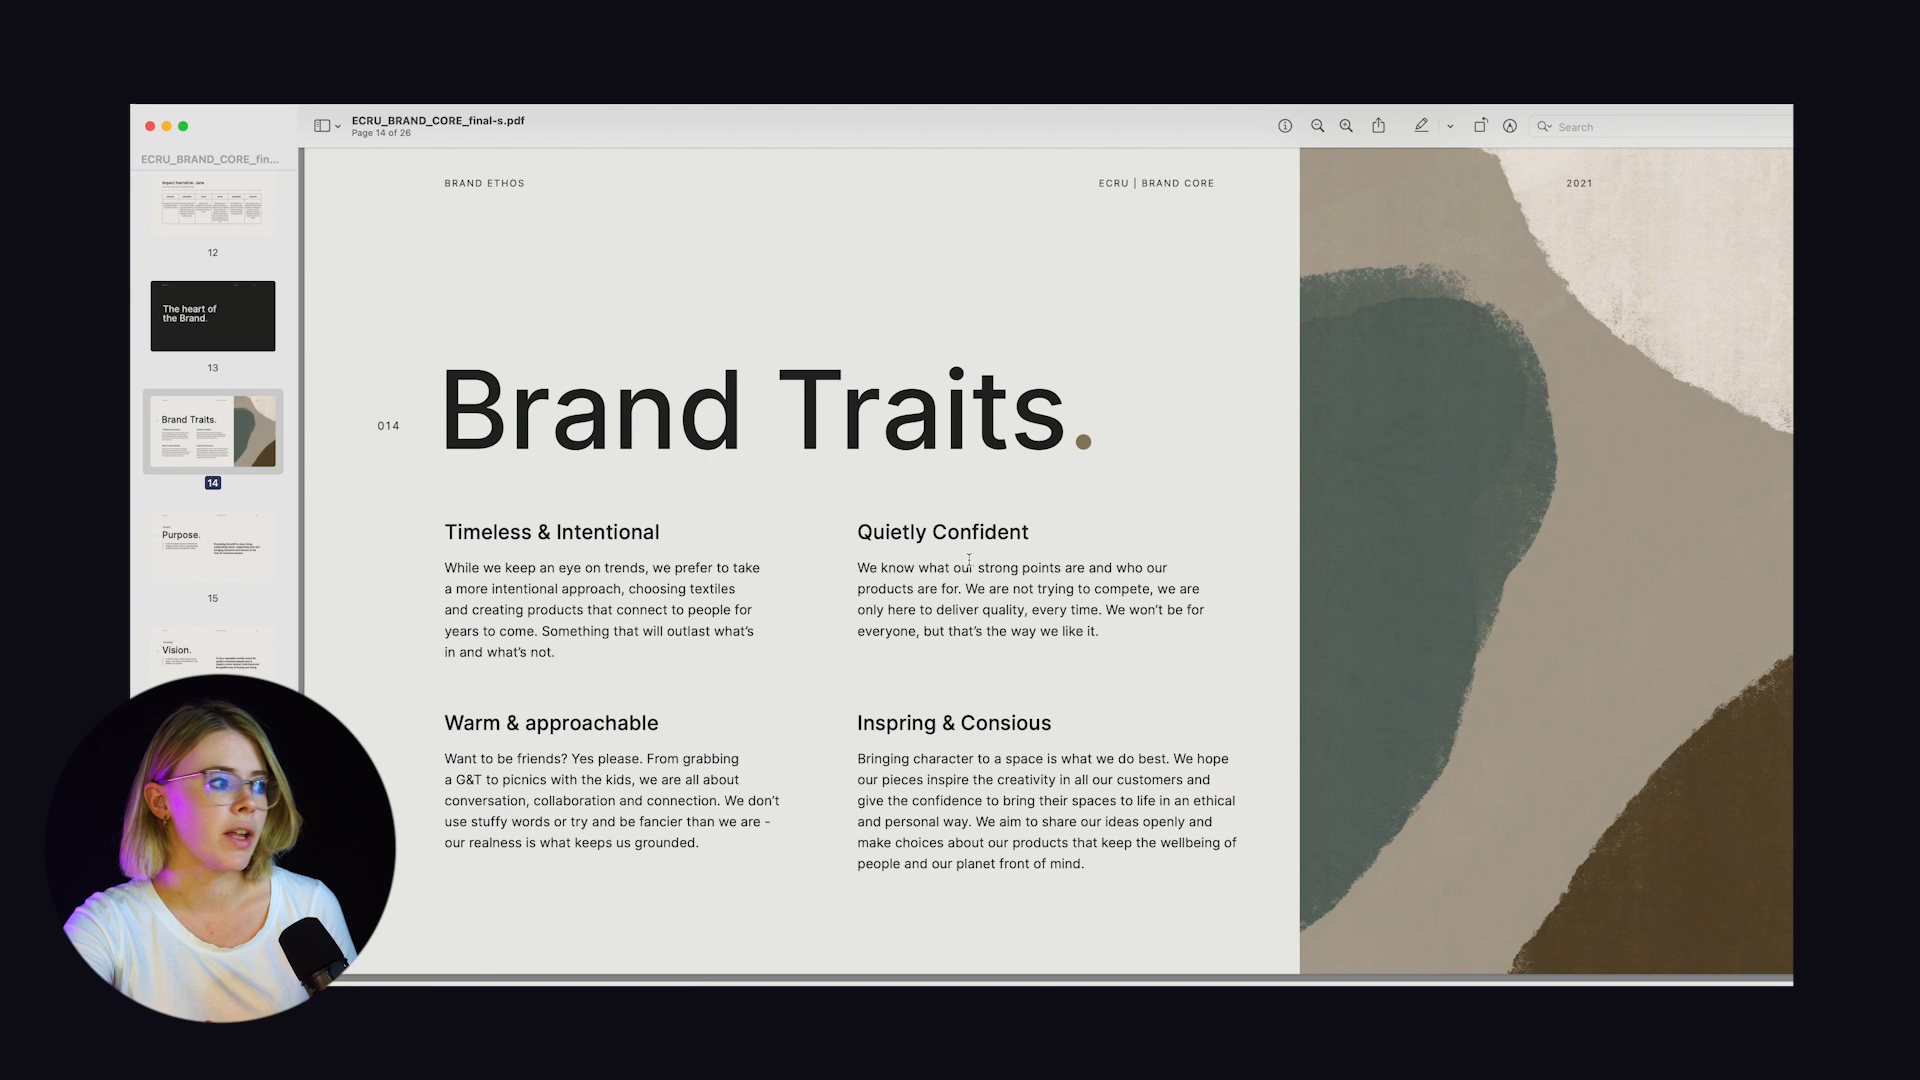 ECRU_BRAND_CORE_final-s.pdf
Page 14 of 26
Search
ECRU_BRAND_CORE_fin...
Impact Narrative: Jane
12
The heart of
the Brand.
13
Brand Traits.
14
Purpose.
15
Vision.
BRAND ETHOS
ECRU | BRAND CORE
2021
014
Brand Traits.
Timeless & Intentional
While we keep an eye on trends, we prefer to take
a more intentional approach, choosing textiles
and creating products that connect to people for
years to come. Something that will outlast what's
in and what's not.
Quietly Confident
We know what our strong points are and who our
products are for. We are not trying to compete, we are
only here to deliver quality, every time. We won't be for
everyone, but that's the way we like it.
Warm & approachable
Want to be friends? Yes please. From grabbing
a G&T to picnics with the kids, we are all about
conversation, collaboration and connection. We don't
use stuffy words or try and be fancier than we are -
our realness is what keeps us grounded.
Inspring & Consious
Bringing character to a space is what we do best. We hope
our pieces inspire the creativity in all our customers and
give the confidence to bring their spaces to life in an ethical
and personal way. We aim to share our ideas openly and
make choices about our products that keep the wellbeing of
people and our planet front of mind.